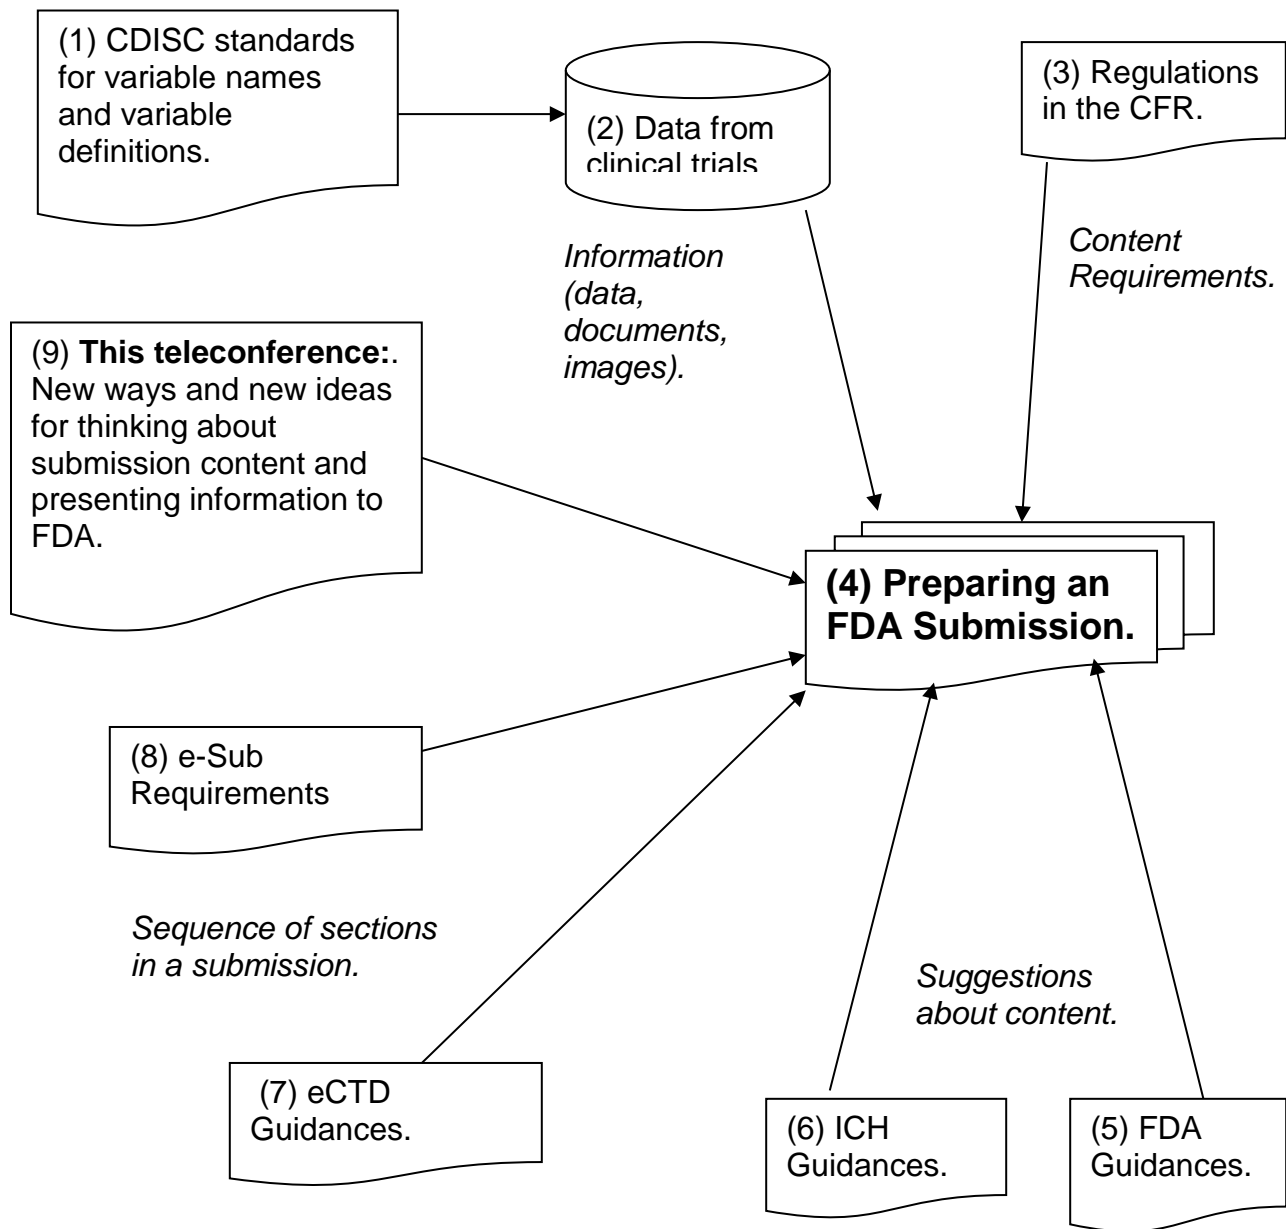 (1) CDISC standards
for variable names
and variable
definitions.
(2) Data from
clinical trials
(3) Regulations
in the CFR.
Information
(data,
documents,
images).
Content
Requirements.
(9) This teleconference:.
New ways and new ideas
for thinking about
submission content and
presenting information to
FDA.
(4) Preparing an
FDA Submission.
(8) e-Sub
Requirements
Sequence of sections
in a submission.
Suggestions
about content.
(7) eCTD
Guidances.
(6) ICH
Guidances.
(5) FDA
Guidances.